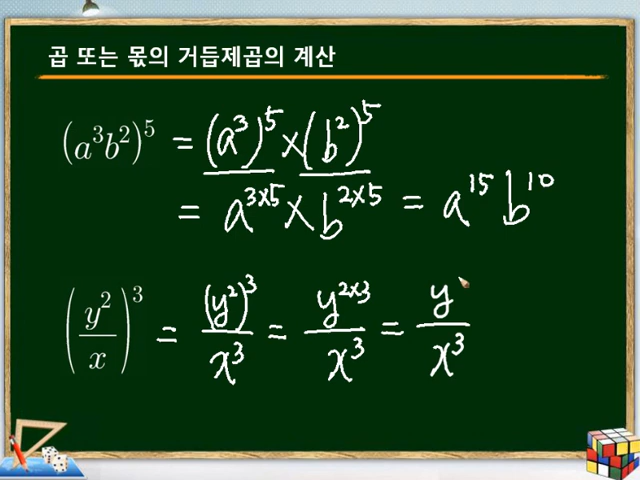 곱 또는 몫의 거듭제곱의 계산
(a³b²)⁵ = (a³)⁵×(b²)⁵
= a³ˣ⁵×b²ˣ⁵ = a¹⁵b¹⁰
(y²/x)³ = (y²)³/x³ = y²ˣ³/x³ = y/x³